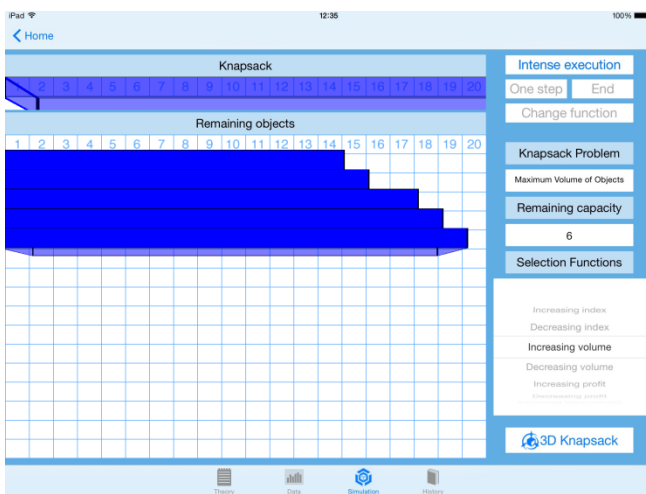 iPad 12:35 100%
Home
Knapsack
2 3 4 5 6 7 8 9 10 11 12 13 14 15 16 17 18 19 20
Remaining objects
1 2 3 4 5 6 7 8 9 10 11 12 13 14 15 16 17 18 19 20
Intense execution
One step End
Change function
Knapsack Problem
Maximum Volume of Objects
Remaining capacity
6
Selection Functions
Increasing index
Decreasing index
Increasing volume
Decreasing volume
Increasing profit
Decreasing profit
3D Knapsack
Theory Data Simulation History